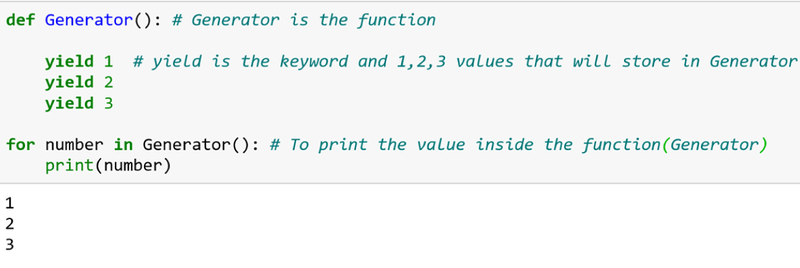 def Generator(): # Generator is the function
yield 1 # yield is the keyword and 1,2,3 values that will store in Generator
yield 2
yield 3
for number in Generator(): # To print the value inside the function(Generator)
print(number)
1
2
3